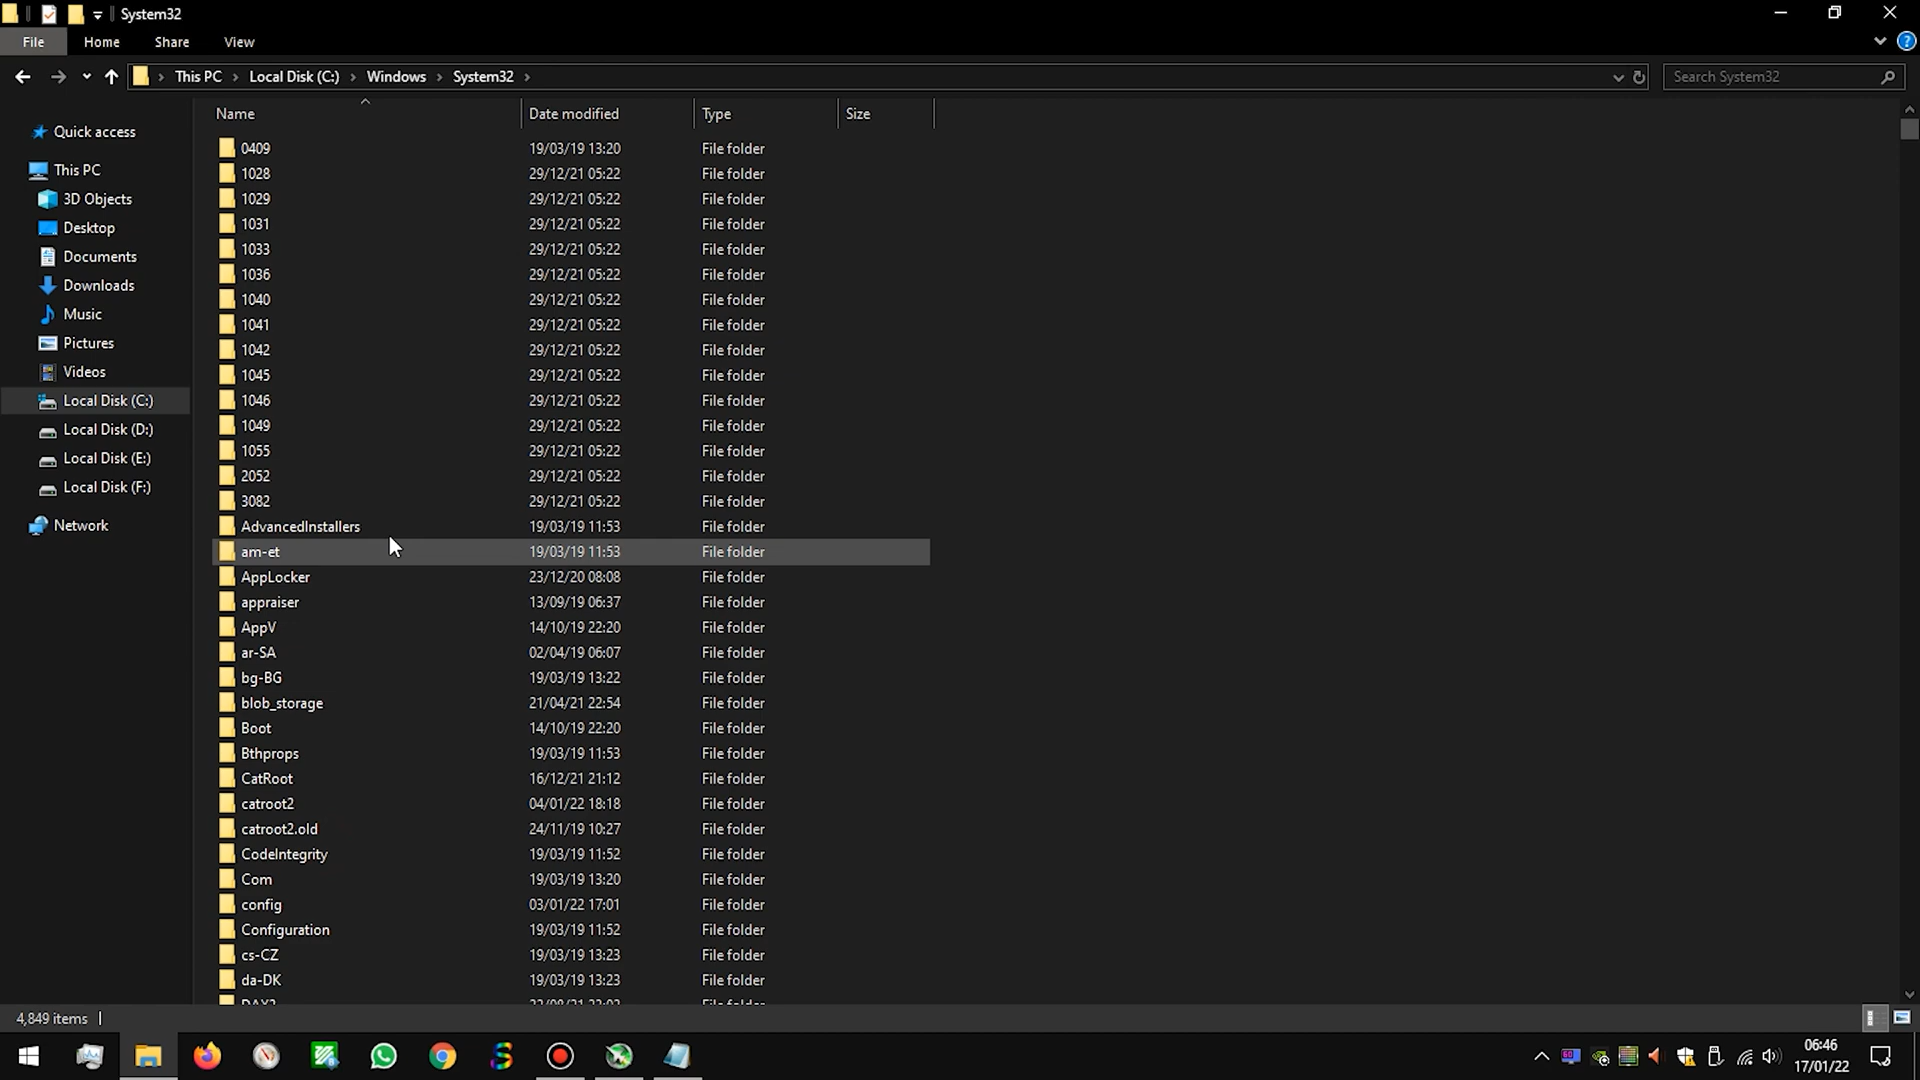 System32
File Home Share View
This PC Local Disk (C:) Windows System32
Search System32
Name Date modified Type Size
Quick access
This PC
3D Objects
Desktop
Documents
Downloads
Music
Pictures
Videos
Local Disk (C:)
Local Disk (D:)
Local Disk (E:)
Local Disk (F:)
Network
0409 19/03/19 13:20 File folder
1028 29/12/21 05:22 File folder
1029 29/12/21 05:22 File folder
1031 29/12/21 05:22 File folder
1033 29/12/21 05:22 File folder
1036 29/12/21 05:22 File folder
1040 29/12/21 05:22 File folder
1041 29/12/21 05:22 File folder
1042 29/12/21 05:22 File folder
1045 29/12/21 05:22 File folder
1046 29/12/21 05:22 File folder
1049 29/12/21 05:22 File folder
1055 29/12/21 05:22 File folder
2052 29/12/21 05:22 File folder
3082 29/12/21 05:22 File folder
AdvancedInstallers 19/03/19 11:53 File folder
am-et 19/03/19 11:53 File folder
AppLocker 23/12/20 08:08 File folder
appraiser 13/09/19 06:37 File folder
AppV 14/10/19 22:20 File folder
ar-SA 02/04/19 06:07 File folder
bg-BG 19/03/19 13:22 File folder
blob_storage 21/04/21 22:54 File folder
Boot 14/10/19 22:20 File folder
Bthprops 19/03/19 11:53 File folder
CatRoot 16/12/21 21:12 File folder
catroot2 04/01/22 18:18 File folder
catroot2.old 24/11/19 10:27 File folder
CodeIntegrity 19/03/19 11:52 File folder
Com 19/03/19 13:20 File folder
config 03/01/22 17:01 File folder
Configuration 19/03/19 11:52 File folder
cs-CZ 19/03/19 13:23 File folder
da-DK 19/03/19 13:23 File folder
4,849 items
60
06:46
17/01/22